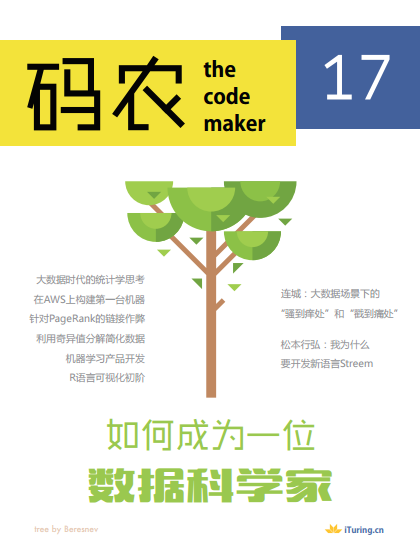 码农
the
code
maker
17
大数据时代的统计学思考
在AWS上构建第一台机器
针对PageRank的链接作弊
利用奇异值分解简化数据
机器学习产品开发
R语言可视化初阶
连城：大数据场景下的
“骚到痒处”和“戳到痛处”
松本行弘：我为什么
要开发新语言Streem
如何成为一位
数据科学家
tree by Beresnev
iTuring.cn